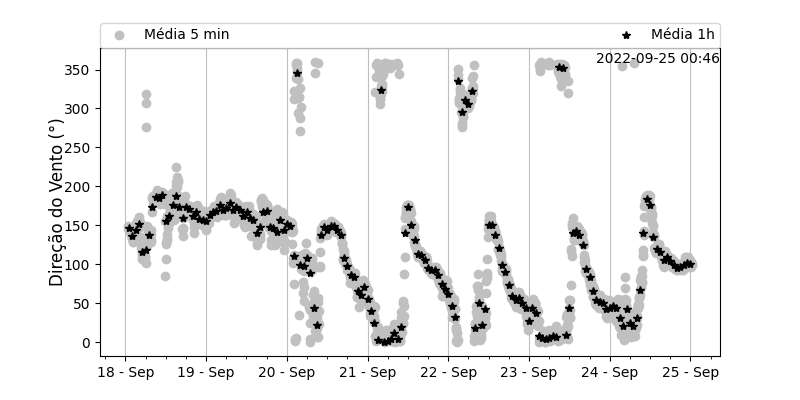 Média 5 min
Média 1h
2022-09-25 00:46
Direção do Vento (°)
350
300
250
200
150
100
50
0
18 - Sep
19 - Sep
20 - Sep
21 - Sep
22 - Sep
23 - Sep
24 - Sep
25 - Sep